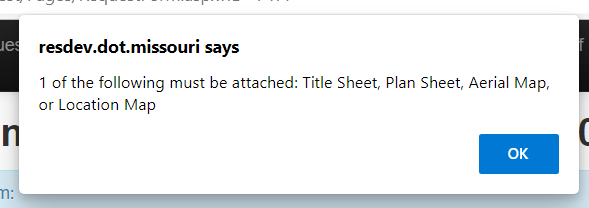 resdev.dot.missouri says
1 of the following must be attached: Title Sheet, Plan Sheet, Aerial Map,
or Location Map
OK
m: